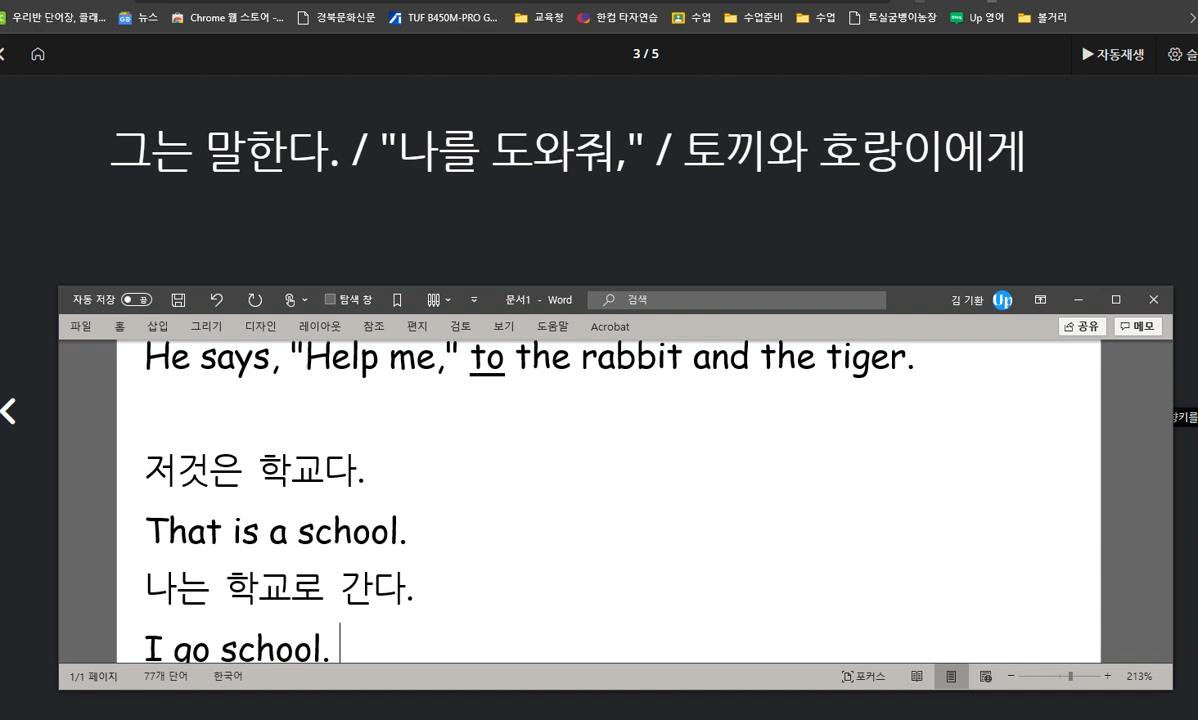 우리반 단어장, 클래... 뉴스 Chrome 웹 스토어 -... 경북문화신문 TUF B450M-PRO G... 교육청 한컴 타자연습 수업 수업준비 수업 토실굼벵이농장 Up 영어 볼거리
3 / 5 ▶자동재생 슬
그는 말한다. / "나를 도와줘," / 토끼와 호랑이에게
자동 저장 끔 탐색 창 문서1 - Word 검색 김 기환 Up
파일 홈 삽입 그리기 디자인 레이아웃 참조 편지 검토 보기 도움말 Acrobat 공유 메모
He says, "Help me," to the rabbit and the tiger.
향키를
저것은 학교다.
That is a school.
나는 학교로 간다.
I go school.
1/1 페이지 77개 단어 한국어 포커스 213%